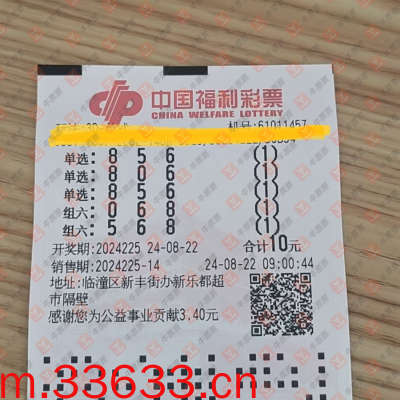 中国福利彩票
CHINA WELFARE LOTTERY
机号:61011457
单选: 8 5 6 (1)
单选: 8 0 6 (1)
单选: 8 5 6 (1)
组六: 0 6 8 (1)
组六: 5 6 8 (1)
开奖期:2024225 24-08-22 合计10元
销售期:2024225-14 24-08-22 09:00:44
地址:临潼区新丰街办新乐都超
市隔壁
感谢您为公益事业贡献3.40元
m.33633.cn